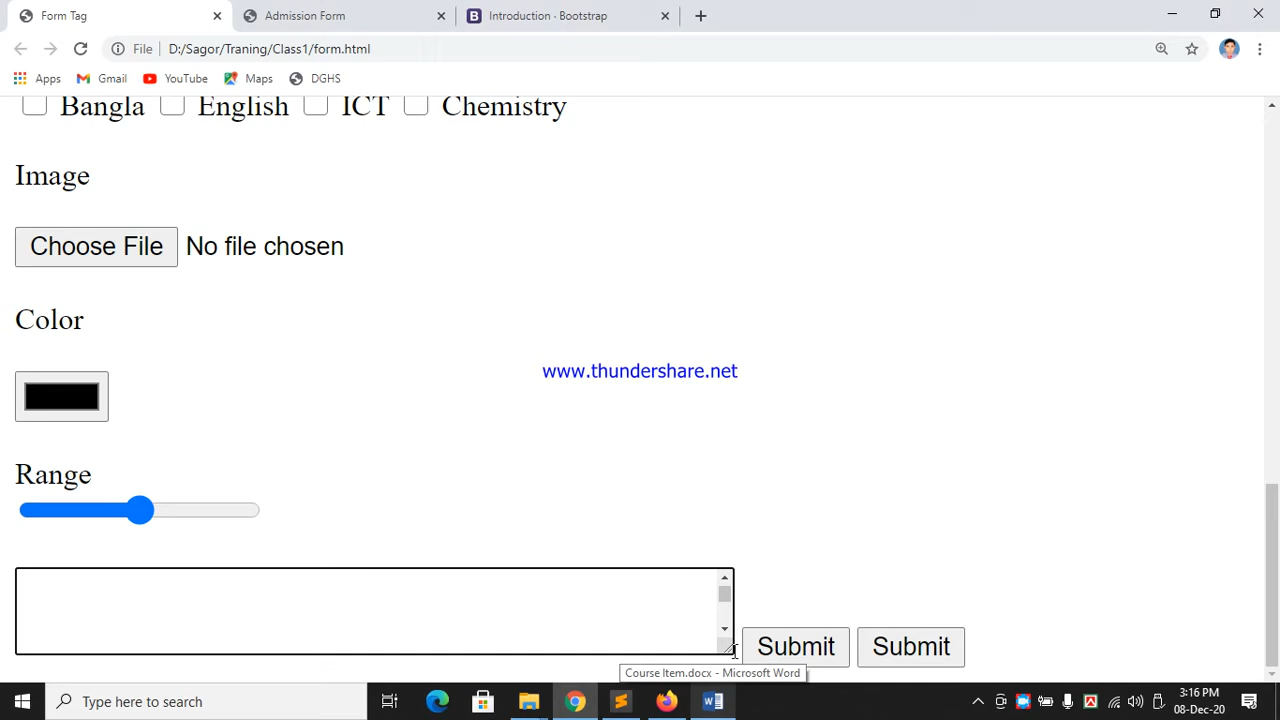 Form Tag
Admission Form
Introduction · Bootstrap
File
D:/Sagor/Traning/Class1/form.html
Apps
Gmail
YouTube
Maps
DGHS
Bangla
English
ICT
Chemistry
Image
Choose File
No file chosen
Color
www.thundershare.net
Range
Submit
Submit
Course Item.docx - Microsoft Word
Type here to search
3:16 PM
08-Dec-20